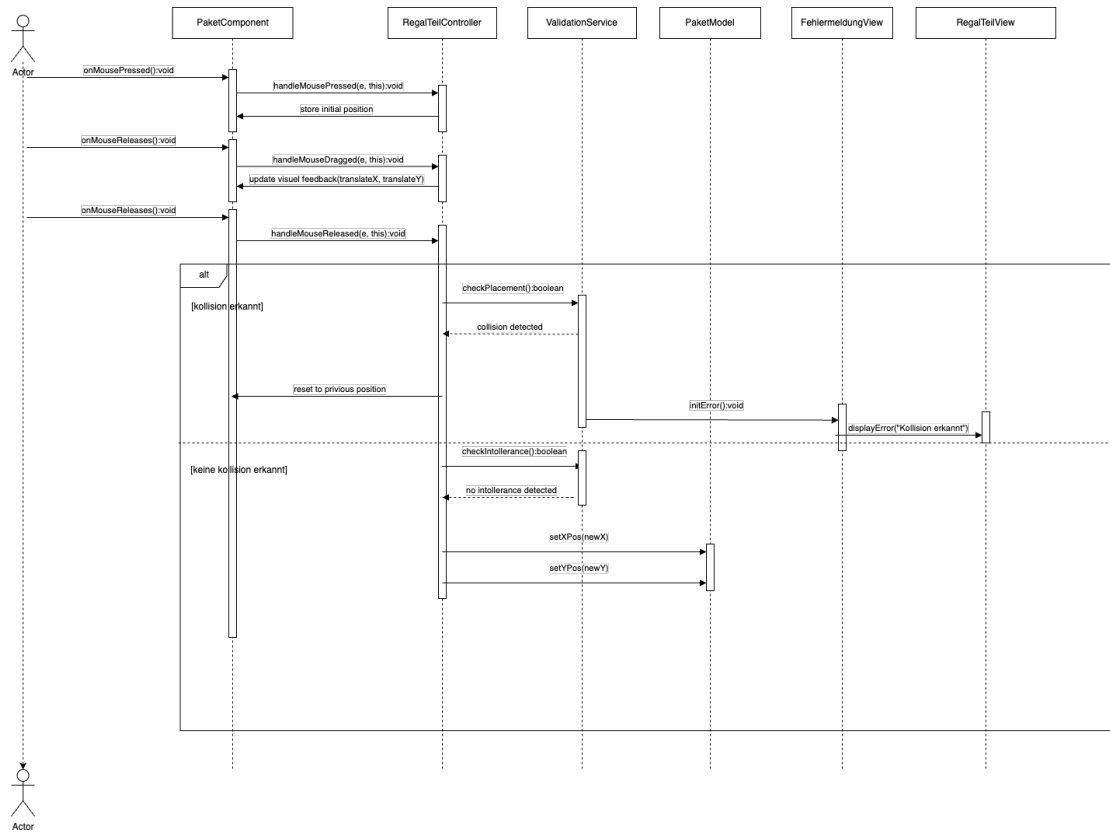 PaketComponent
RegalTeilController
ValidationService
PaketModel
FehlermeldungView
RegalTeilView
Actor
onMousePressed():void
handleMousePressed(e, this):void
store initial position
onMouseReleases():void
handleMouseDragged(e, this):void
update visuel feedback(translateX, translateY)
onMouseReleases():void
handleMouseReleased(e, this):void
alt
[kollision erkannt]
checkPlacement():boolean
collision detected
reset to privious position
initError():void
displayError("Kollision erkannt")
[keine kollision erkannt]
checkIntollerance():boolean
no intollerance detected
setXPos(newX)
setYPos(newY)
Actor